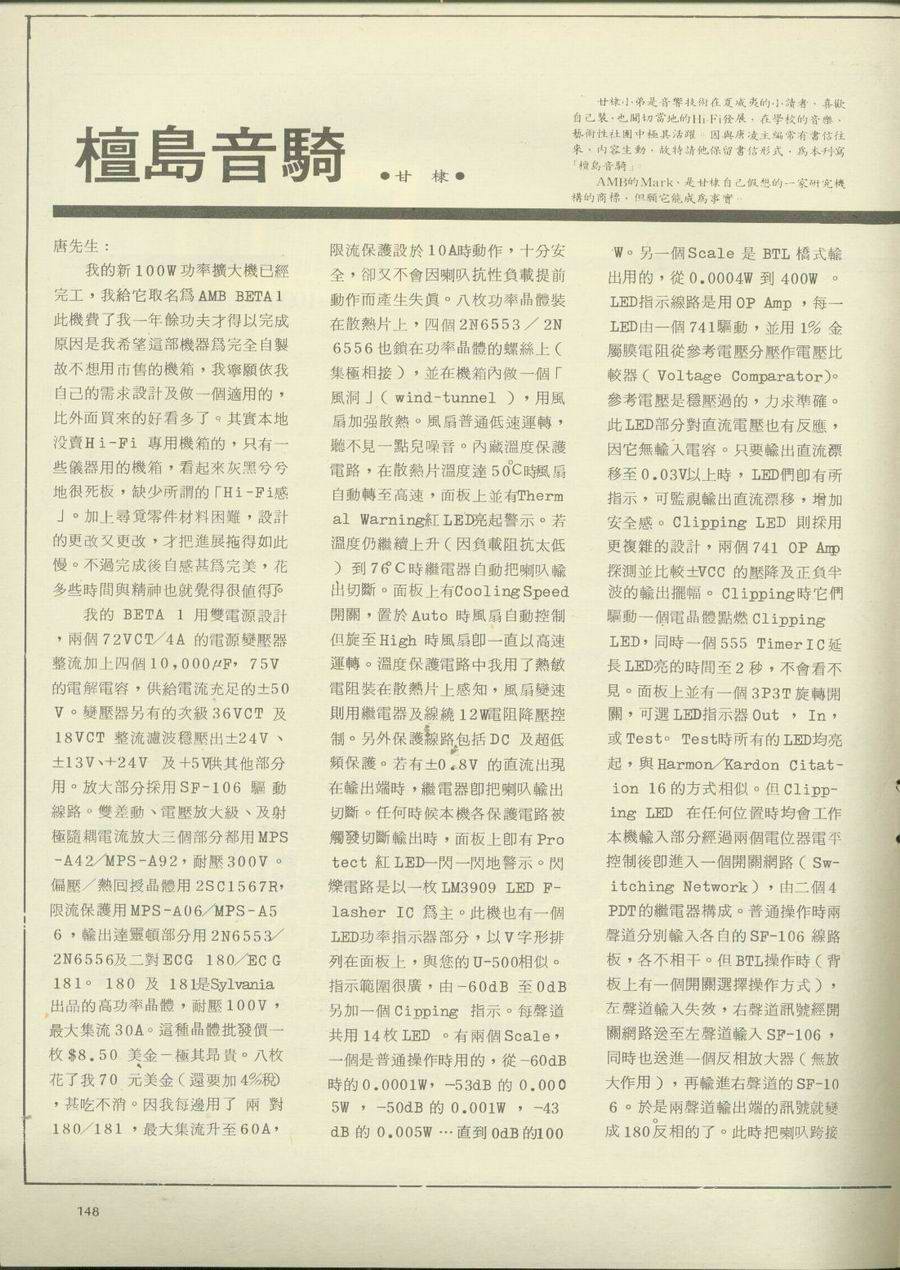 檀島音騎
●甘 棣●
甘棣小弟是音響技術在夏威夷的小讀者，喜歡
自己裝，也關切當地的Hi-Fi發展，在學校的音樂、
藝術性社團中極其活躍。因與唐凌主編常有書信往
來，內容生動，故特請他保留書信形式，爲本刋寫
「檀島音騎」。
AMB的Mark，是甘棣自己假想的一家研究機
構的商標，但願它能成爲事實。
唐先生：
我的新100W功率擴大機已經
完工，我給它取名爲AMB BETA1
此機費了我一年餘功夫才得以完成
原因是我希望這部機器爲完全自製
故不想用市售的機箱，我寧願依我
自己的需求設計及做一個適用的，
比外面買來的好看多了。其實本地
没賣Hi-Fi 專用機箱的，只有一
些儀器用的機箱，看起來灰黑兮兮
地很死板，缺少所謂的「Hi-Fi感
」。加上尋覓零件材料困難，設計
的更改又更改，才把進展拖得如此
慢。不過完成後自感甚爲完美，花
多些時間與精神也就覺得很值得了。
我的 BETA 1 用雙電源設計
，兩個72VCT/4A 的電源變壓器
整流加上四個10,000μF，75V
的電解電容，供給電流充足的±50
V。變壓器另有的次級36VCT 及
18VCT 整流濾波穩壓出±24V、
±13V、+24V 及+5V供其他部分
用。放大部分採用SF-106 驅 動
線路。雙差動、電壓放大級、及射
極隨耦電流放大三個部分都用MPS
-A42/MPS-A92，耐壓300V。
偏壓/熱囘授晶體用2SC1567R，
限流保護用MPS-A06/MPS-A5
6，輸出達靈頓部分用2N6553/
2N6556及二對ECG 180/ECG
181。180 及 181是Sylvania
出品的高功率晶體，耐壓100V，
最大集流30A。這種晶體批發價一
枚$8.50 美金－極其昻貴。八枚
花了我70 元美金（還要加4%税）
，甚吃不消。因我每邊用了 兩 對
180/181，最大集流升至60A，
限流保護設於10A時動作，十分安
全，卻又不會因喇叭抗性負載提前
動作而產生失眞。八枚功率晶體裝
在散熱片上，四個2N6553/2N
6556也鎖在功率晶體的螺絲上（
集極相接），並在機箱內做一個「
風洞」（ wind-tunnel ），用風
扇加强散熱。風扇普通低速運轉，
聽不見一點兒噪音。內藏溫度保護
電路，在散熱片溫度達50°C時風扇
自動轉至高速，面板上並有Therm
al Warning紅LED亮起警示。若
溫度仍繼續上升（因負載阻抗太低
）到76°C時繼電器自動把喇叭輸
出切斷。面板上有CoolingSpeed
開關，置於Auto 時風扇自動控制
但旋至High 時風扇卽一直以高速
運轉。溫度保護電路中我用了熱敏
電阻裝在散熱片上感知，風扇變速
則用繼電器及線繞12W電阻降壓控
制。另外保護線路包括DC 及超低
頻保護。若有±0.8V 的直流出現
在輸出端時，繼電器卽把喇叭輸出
切斷。任何時候本機各保護電路被
觸發切斷輸出時，面板上卽有Pro
tect 紅LED一閃一閃地警示。閃
爍電路是以一枚LM3909 LED F-
lasher IC 爲主。此機也有一個
LED功率指示器部分，以V字形排
列在面板上，與您的U-500相似。
指示範圍很廣，由-60dB 至0dB
另加一個Cipping 指示。每聲道
共用14枚LED 。有兩個Scale，
一個是普通操作時用的，從-60dB
時的0.0001W，-53dB 的 0.000
5W ，-50dB 的 0.001W ，-43
dB 的 0.005W …直到0dB的100
W。另一個Scale 是 BTL 橋式輸
出用的，從0.0004W 到 400W 。
LED指示線路是用OP Amp ，每一
LED由一個741驅動，並用1% 金
屬膜電阻從參考電壓分壓作電壓比
較器（ Voltage Comparator）。
參考電壓是穩壓過的，力求準確。
此LED部分對直流電壓也有反應，
因它無輸入電容。只要輸出直流漂
移至0.03V以上時，LED們卽有所
指示，可監視輸出直流漂移，增加
安全感。Clipping LED 則採用
更複雜的設計，兩個741 OP Amp
探測並比較±VCC 的壓降及正負半
波的輸出擺幅。Clipping時它們
驅動一個電晶體點燃Clipping
LED，同時一個555 TimerIC延
長LED亮的時間至2秒，不會看不
見。面板上並有一個3P3T旋轉開
關，可選LED指示器Out ，In，
或Test。Test時所有的LED均亮
起，與Harmon/Kardon Citat-
ion 16的方式相似。但Clipp-
ing LED 在任何位置時均會工作
本機輸入部分經過兩個電位器電平
控制後卽進入一個開關網路（Sw-
itching Network），由二個4
PDT的繼電器構成。普通操作時兩
聲道分別輸入各自的SF-106 線路
板，各不相干。但BTL操作時（背
板上有一個開關選擇操作方式），
左聲道輸入失效，右聲道訊號經開
關網路送至左聲道輸入SF-106，
同時也送進一個反相放大器（無放
大作用），再輸進右聲道的SF-10
6。於是兩聲道輸出端的訊號就變
成180°反相的了。此時把喇叭跨接
148